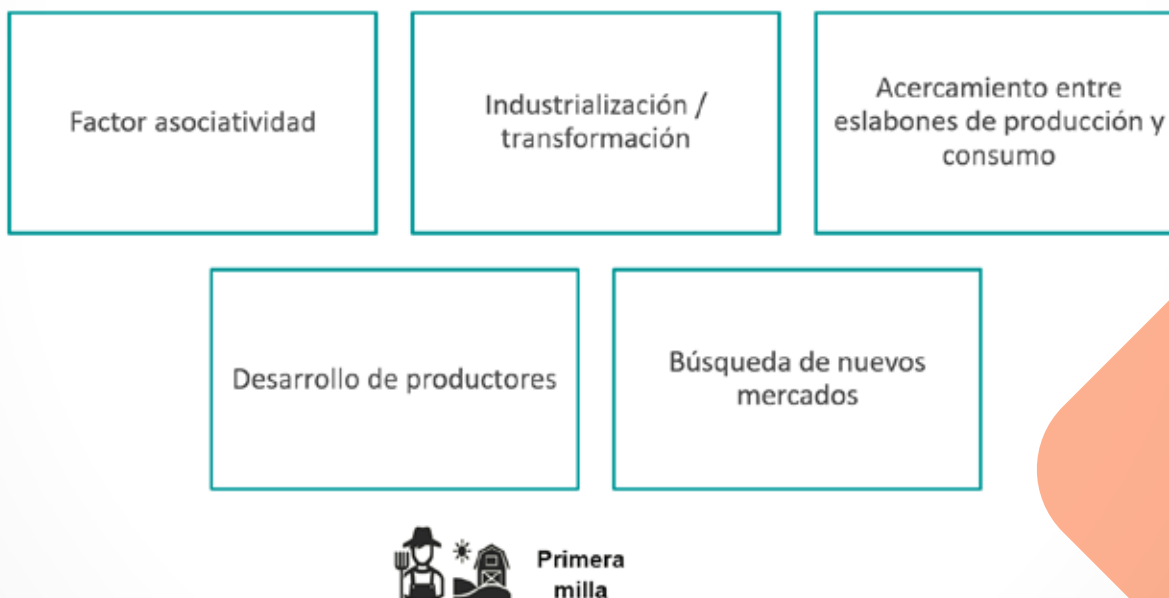 Factor asociatividad
Industrialización /
transformación
Acercamiento entre
eslabones de producción y
consumo
Desarrollo de productores
Búsqueda de nuevos
mercados
Primera
milla